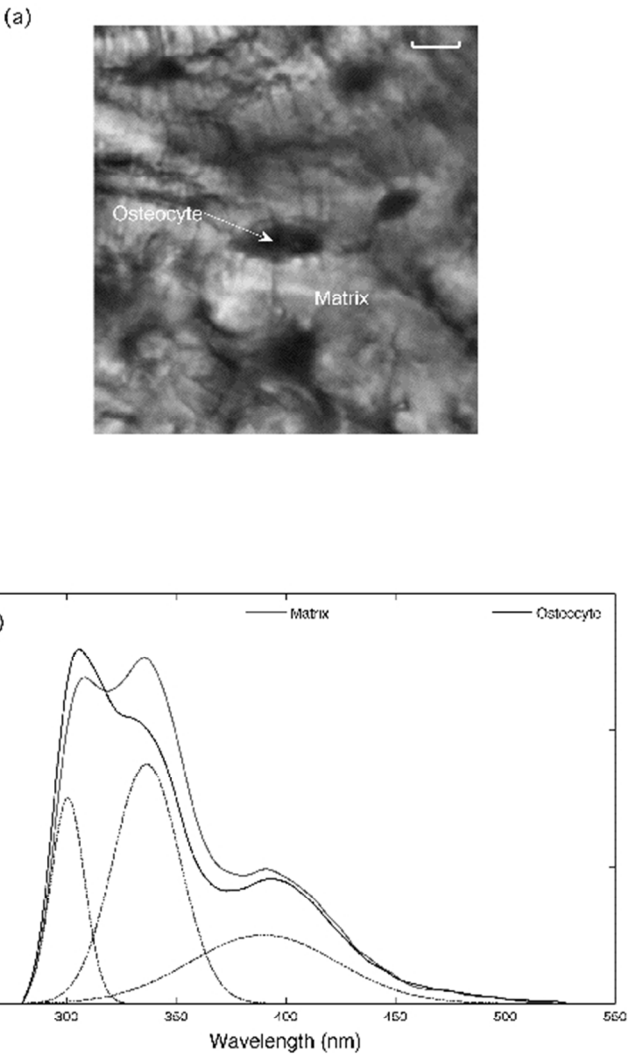 (a)
Osteocyte
Matrix
)
Matrix Osteocyte
300 350 400 450 500 550
Wavelength (nm)